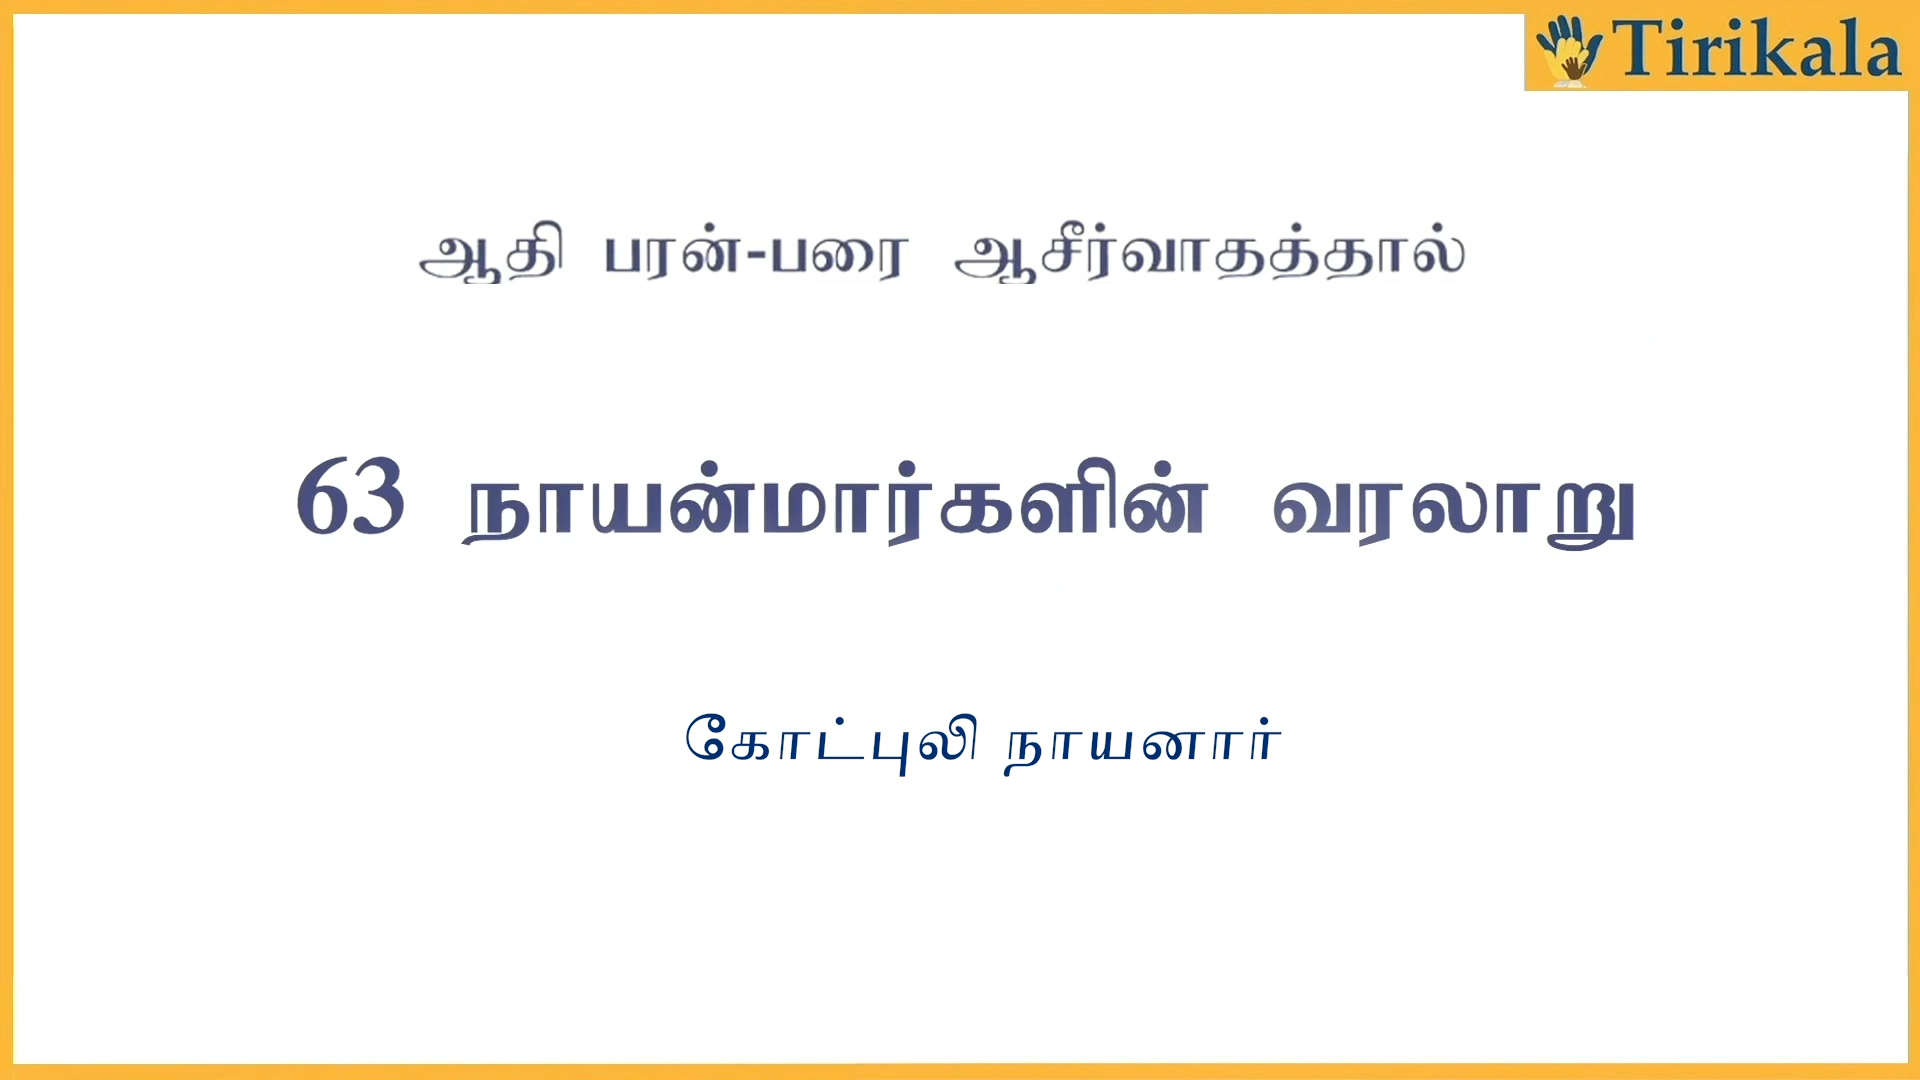 Tirikala
ஆதி பரன்-பரை ஆசீர்வாதத்தால்
63 நாயன்மார்களின் வரலாறு
கோட்புலி நாயனார்